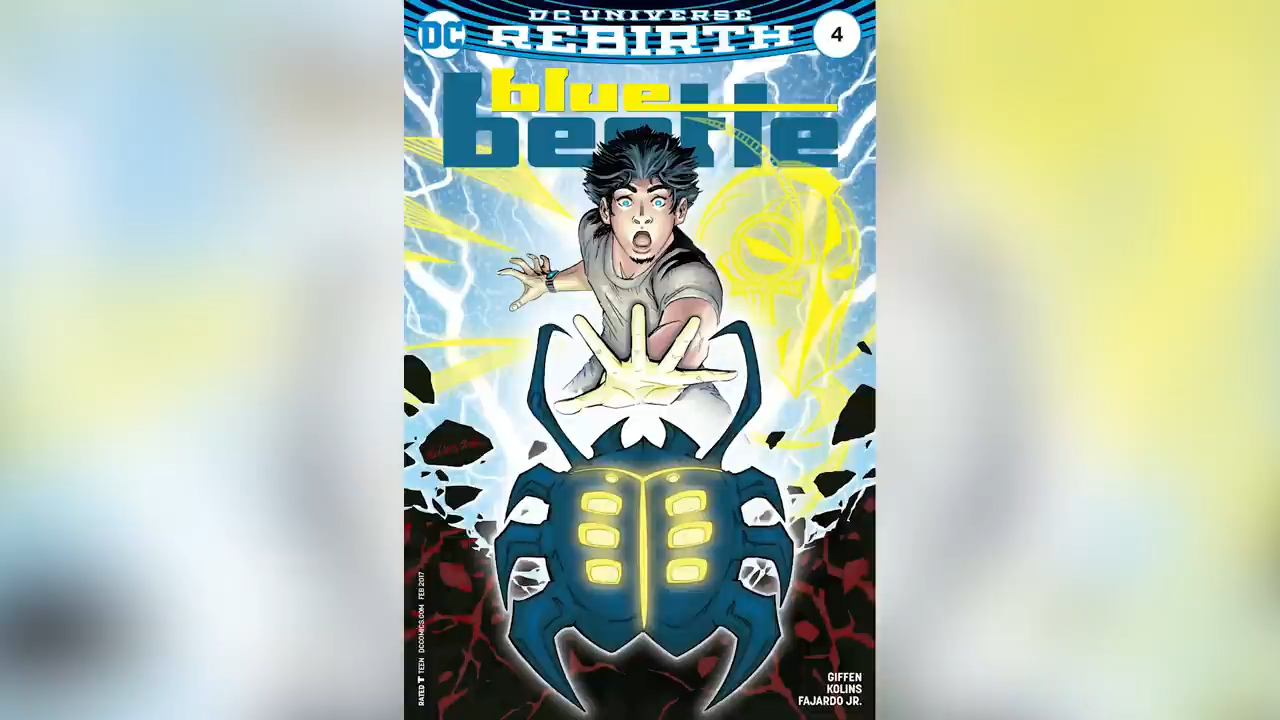 DC
DC UNIVERSE
REBIRTH
4
blue
beetle
RATED T TEEN DCCOMICS.COM FEB 2017
GIFFEN
KOLINS
FAJARDO JR.